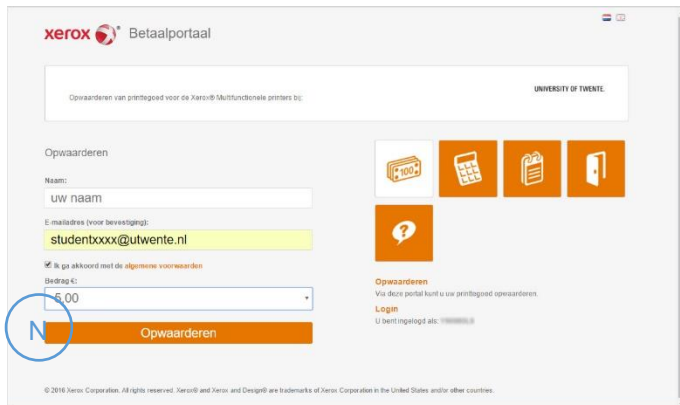 xerox Betaalportaal
Opwaarderen van printtegoed voor de Xerox® Multifunctionele printers bij:
UNIVERSITY OF TWENTE.
Opwaarderen
Naam:
uw naam
E-mailadres (voor bevestiging):
studentxxxx@utwente.nl
Ik ga akkoord met de algemene voorwaarden
Bedrag €:
5,00
N
Opwaarderen
100
?
Opwaarderen
Via deze portal kunt u uw printtegoed opwaarderen.
Login
U bent ingelogd als:
© 2016 Xerox Corporation. All rights reserved. Xerox® and Xerox and Design® are trademarks of Xerox Corporation in the United States and/or other countries.